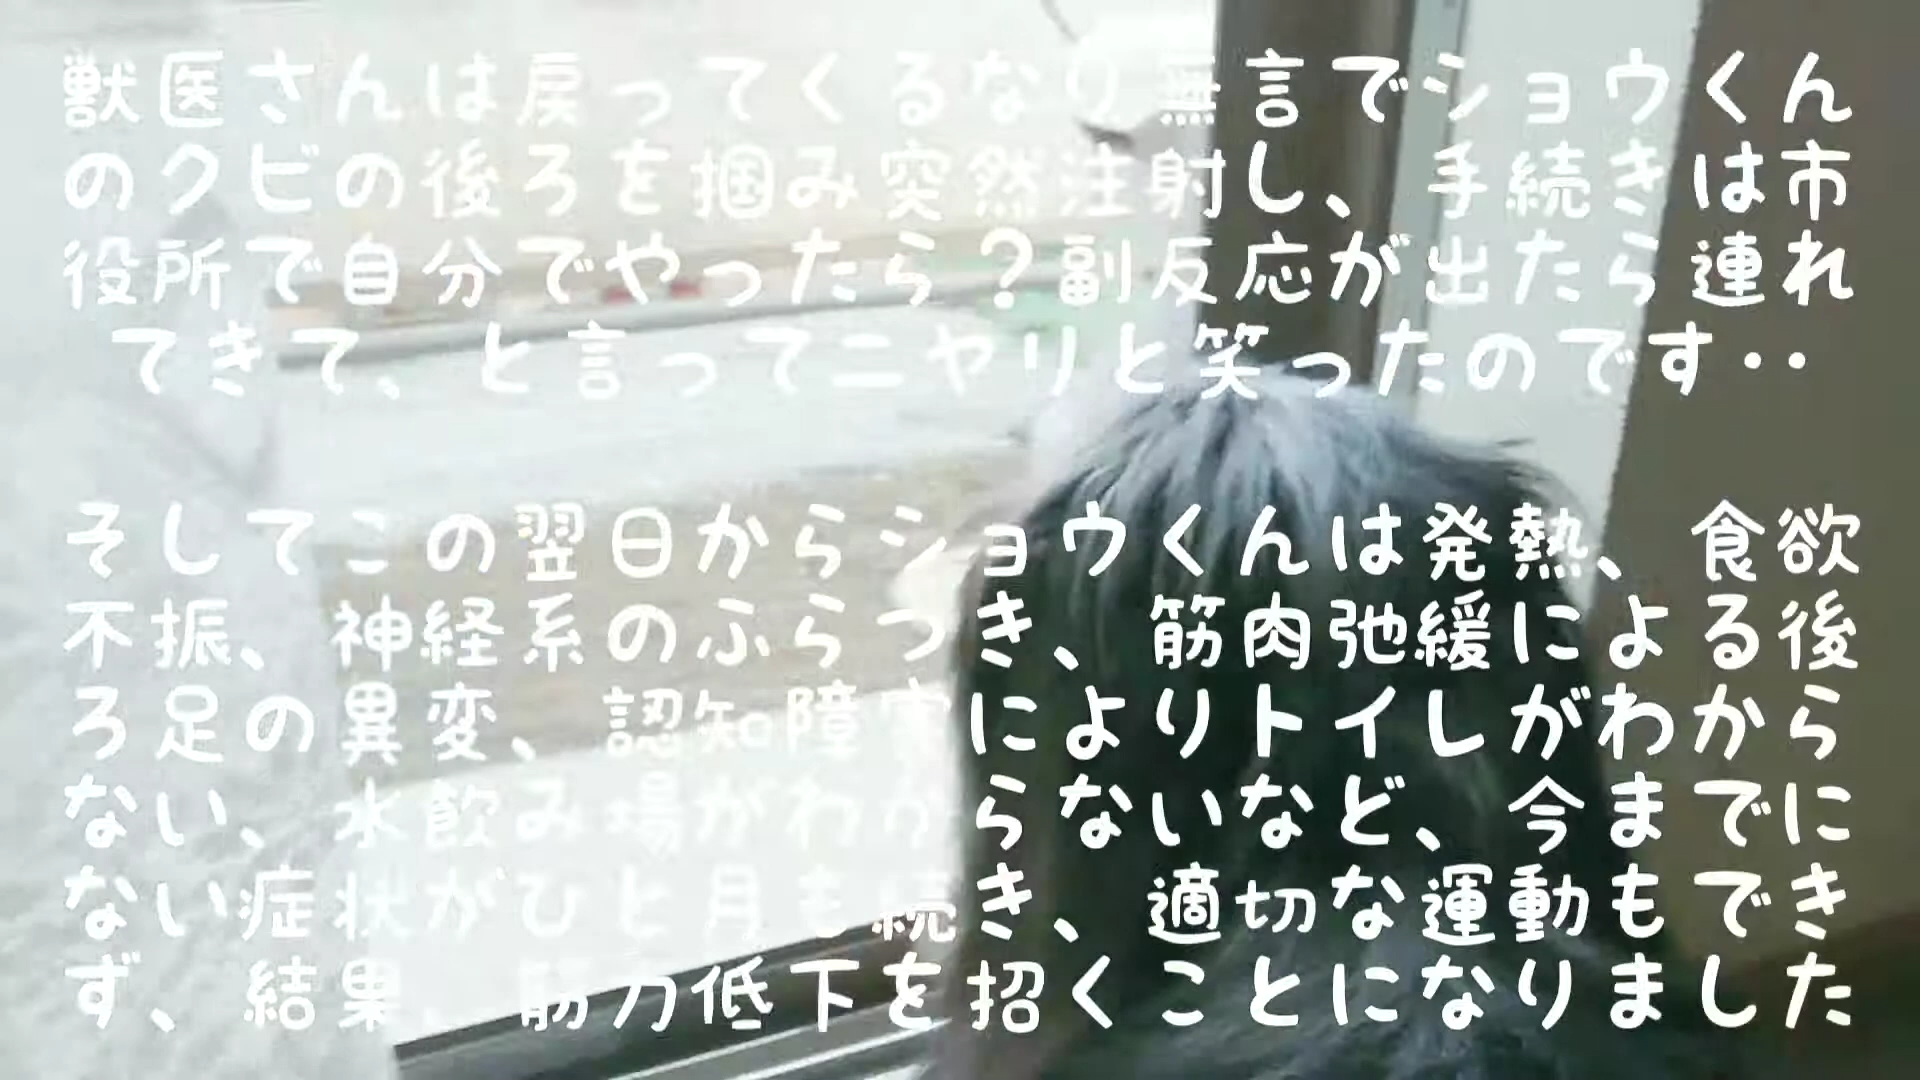 獣医さんは戻ってくるなり無言でショウくん
のクビの後ろを掴み突然注射し、手続きは市
役所で自分でやったら？副反応が出たら連れ
てきて、と言ってニヤリと笑ったのです‥
そしてこの翌日からショウくんは発熱、食欲
不振、神経系のふらつき、筋肉弛緩による後
ろ足の異変、認知障害によりトイレがわから
ない、水飲み場がわからないなど、今までに
ない症状がひと月も続き、適切な運動もでき
ず、結果、筋力低下を招くことになりました